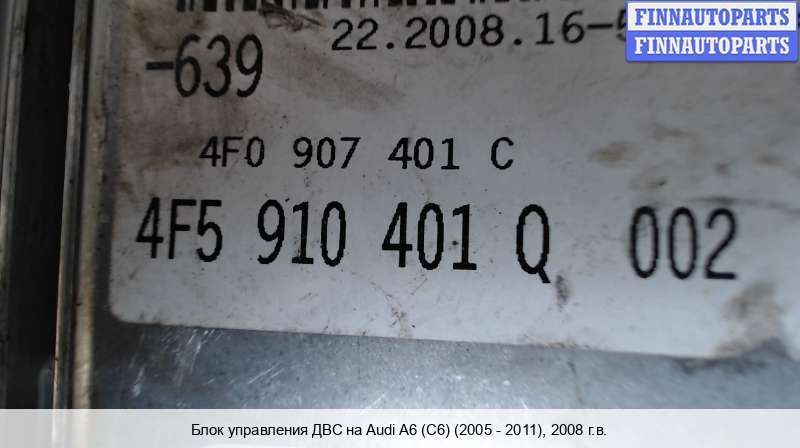 FINNAUTOPARTS
FINNAUTOPARTS
22.2008.16-5
-639
4F0 907 401 C
4F5 910 401 Q 002
Блок управления ДВС на Audi A6 (C6) (2005 - 2011), 2008 г.в.